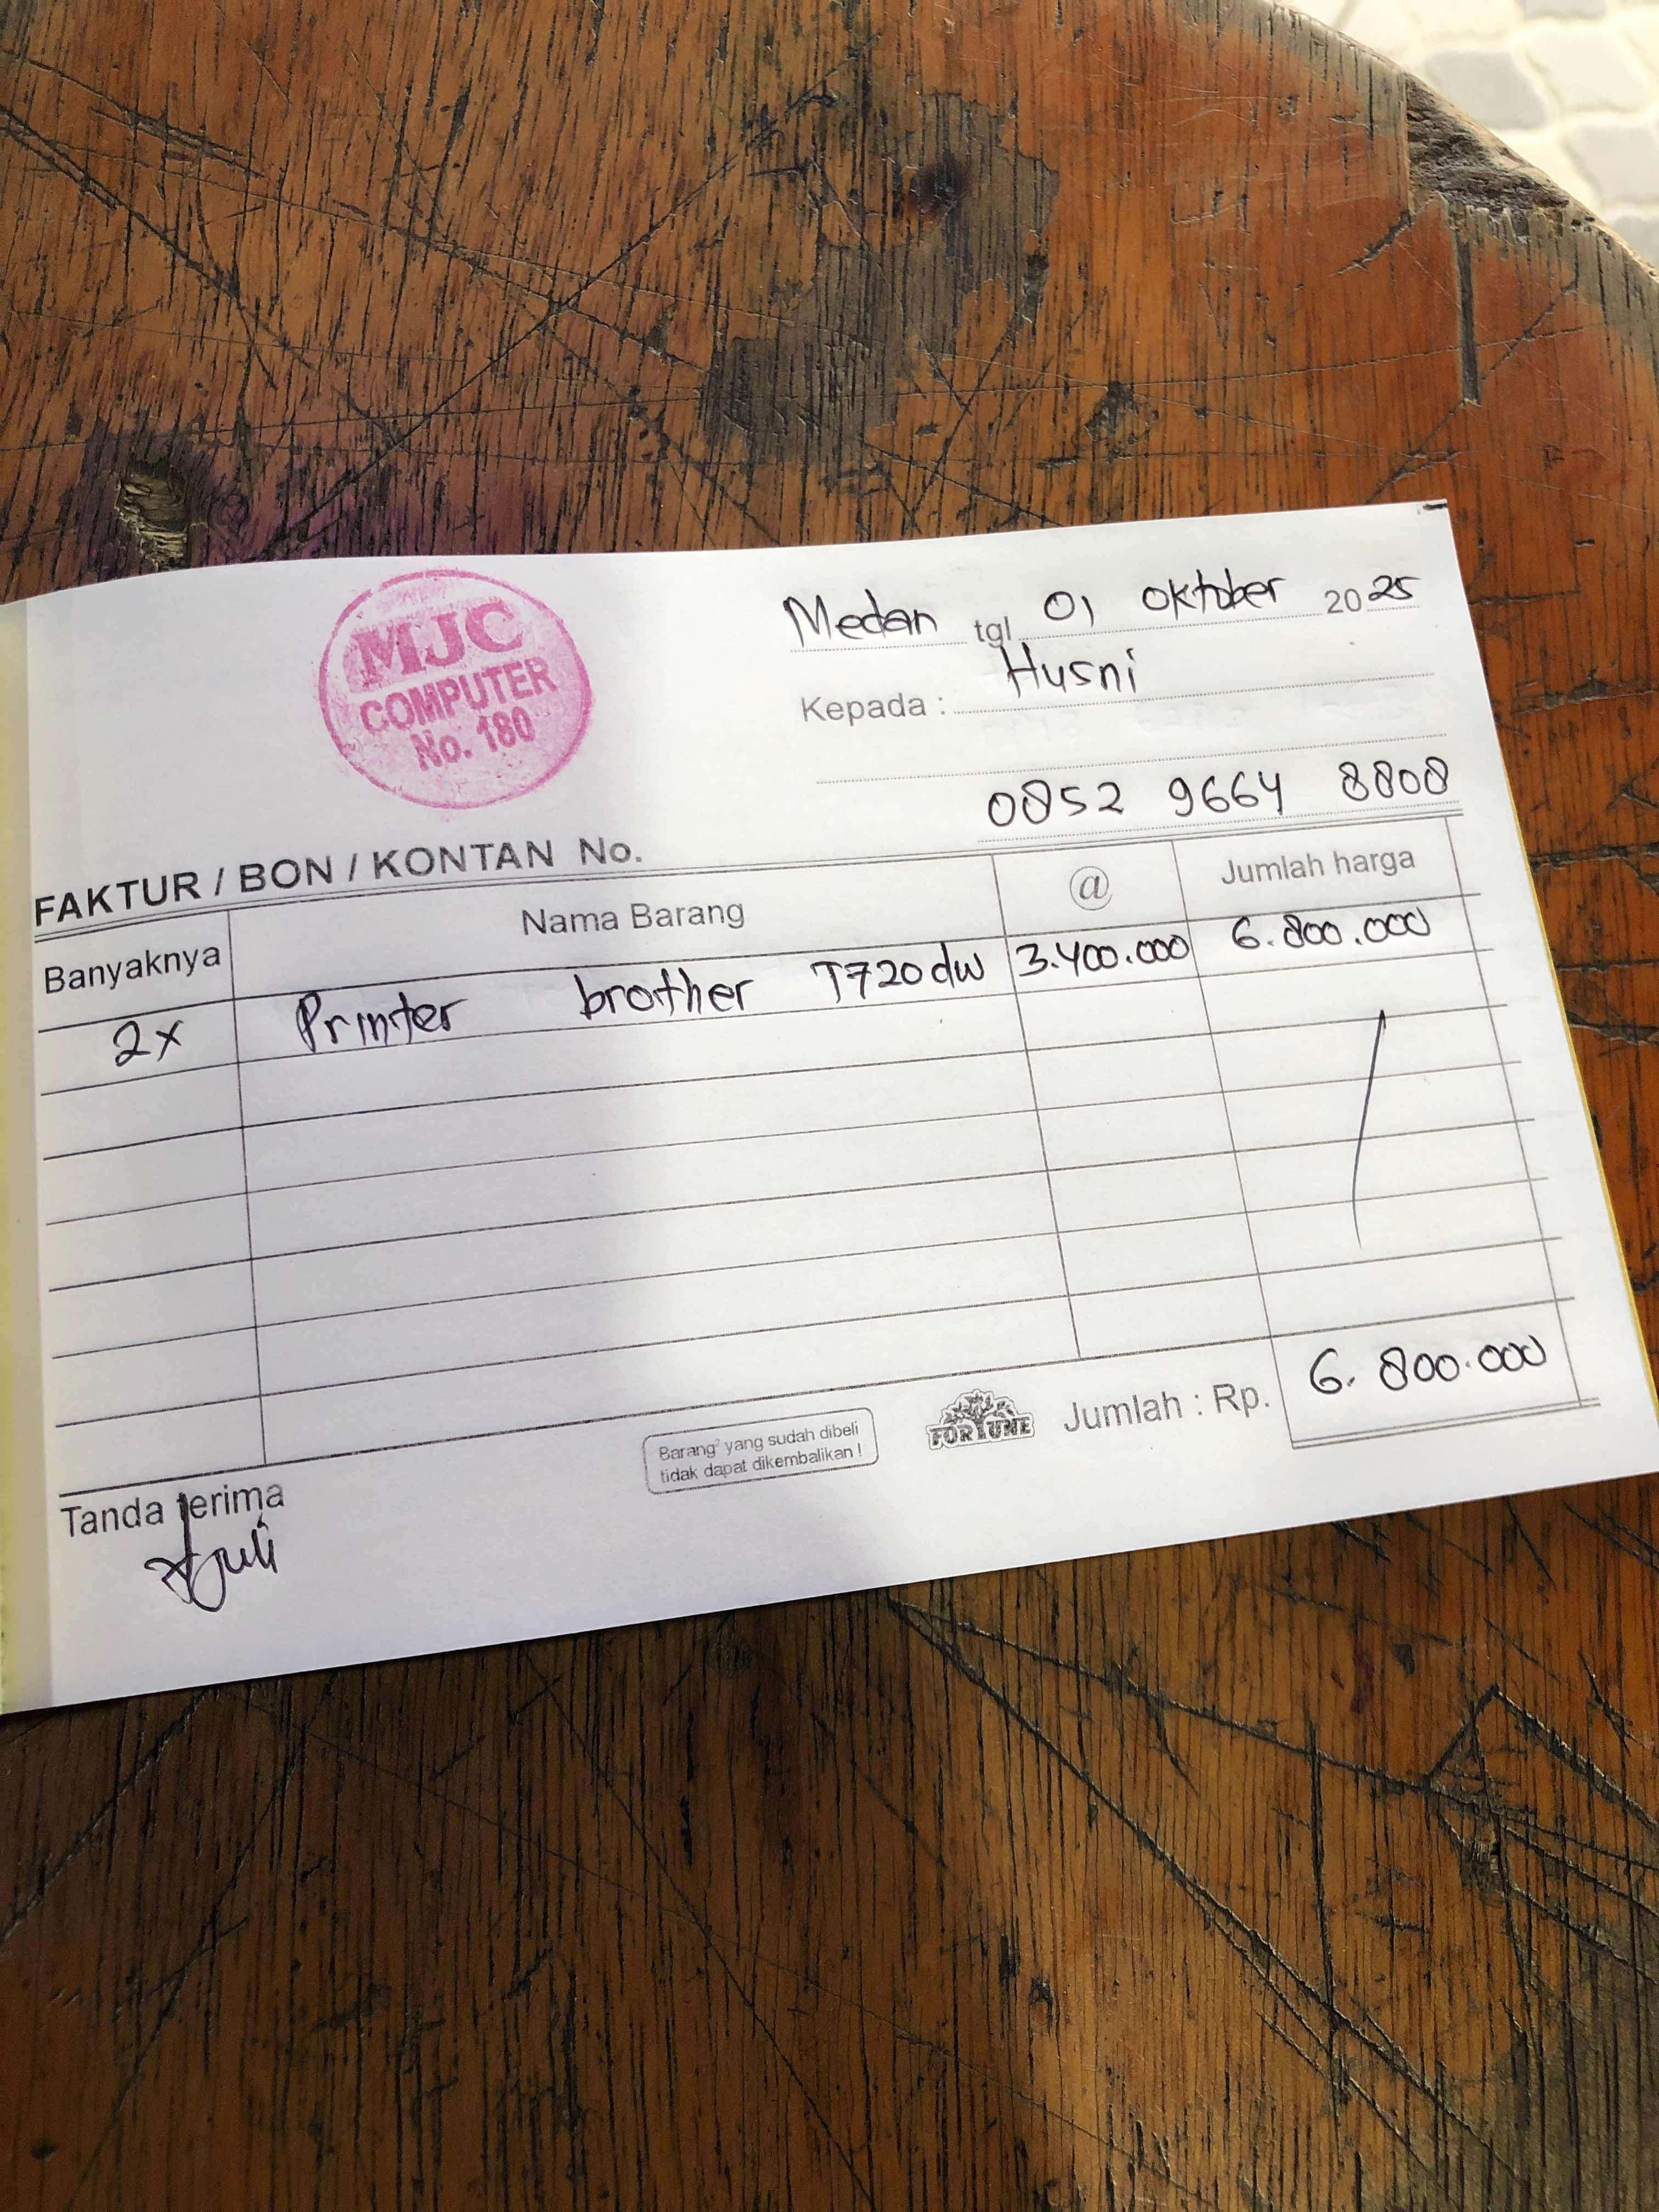 MJC
COMPUTER
No. 180
Medan tgl 01 oktober 2025
Kepada : Husni
0852 9664 8808
FAKTUR / BON / KONTAN No.
Banyaknya Nama Barang @ Jumlah harga
2x Printer brother T720dw 3.400.000 6.800.000
Jumlah : Rp. 6.800.000
FORTUNE
Barang² yang sudah dibeli
tidak dapat dikembalikan !
Tanda terima